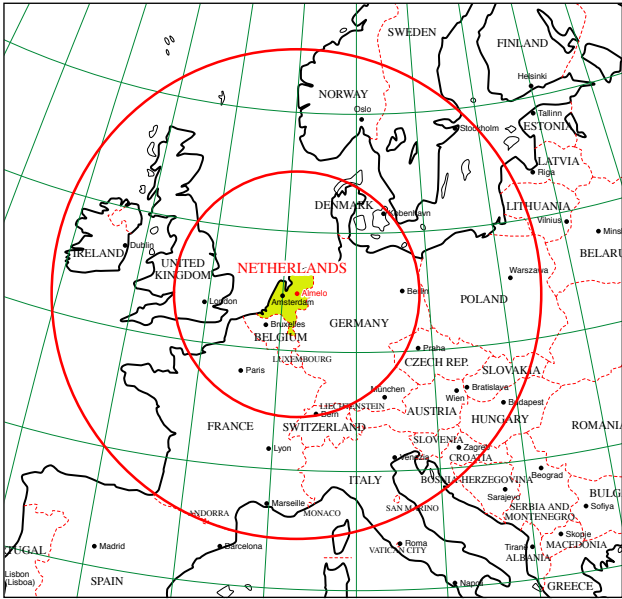 SWEDEN
FINLAND
Helsinki
NORWAY
Oslo
Tallinn
Stockholm
ESTONIA
LATVIA
Riga
DENMARK
København
LITHUANIA
Vilnius
Minsk
Dublin
IRELAND
BELARU
UNITED
KINGDOM
NETHERLANDS
Warszawa
London
Almelo
Amsterdam
Berlin
POLAND
Bruxelles
BELGIUM
GERMANY
LUXEMBOURG
Praha
CZECH REP.
Paris
SLOVAKIA
München
Bratislava
Wien
Budapest
LIECHTENSTEIN
Bern
AUSTRIA
HUNGARY
FRANCE
SWITZERLAND
ROMANIA
SLOVENIA
Zagreb
Lyon
Venezia
CROATIA
Beograd
ITALY
BOSNIA-HERZEGOVINA
Sarajevo
BULG
Marseille
ANDORRA
MONACO
SAN MARINO
SERBIA AND
MONTENEGRO
Sofiya
Skopje
TUGAL
Madrid
Barcelona
Roma
VATICAN CITY
Tirane
MACEDONIA
ALBANIA
Lisbon
(Lisboa)
SPAIN
Napoli
GREECE